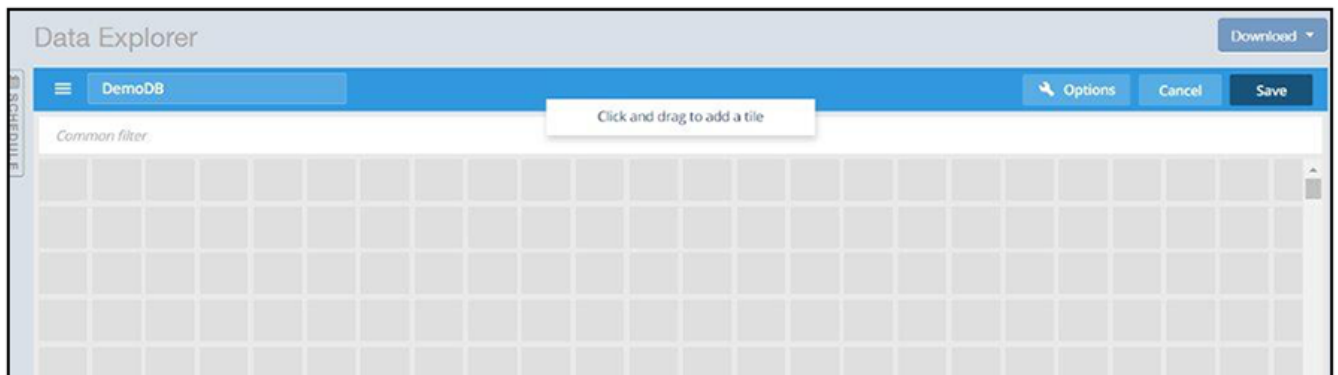 Data Explorer
Download
SCHEDULE
DemoDB
Options
Cancel
Save
Click and drag to add a tile
Common filter